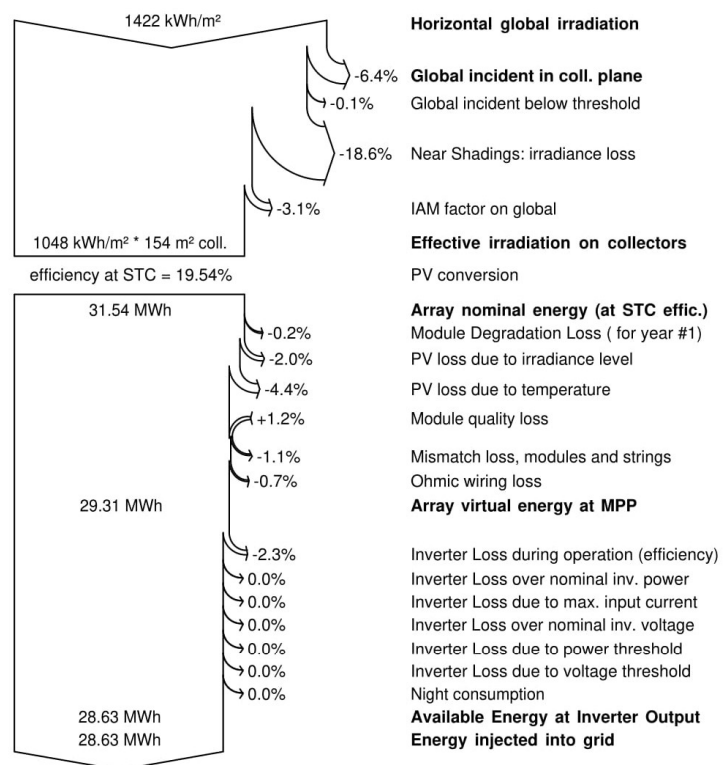 1422 kWh/m² Horizontal global irradiation
-6.4% Global incident in coll. plane
-0.1% Global incident below threshold
-18.6% Near Shadings: irradiance loss
-3.1% IAM factor on global
1048 kWh/m² * 154 m² coll. Effective irradiation on collectors
efficiency at STC = 19.54% PV conversion
31.54 MWh Array nominal energy (at STC effic.)
-0.2% Module Degradation Loss ( for year #1)
-2.0% PV loss due to irradiance level
-4.4% PV loss due to temperature
+1.2% Module quality loss
-1.1% Mismatch loss, modules and strings
-0.7% Ohmic wiring loss
29.31 MWh Array virtual energy at MPP
-2.3% Inverter Loss during operation (efficiency)
0.0% Inverter Loss over nominal inv. power
0.0% Inverter Loss due to max. input current
0.0% Inverter Loss over nominal inv. voltage
0.0% Inverter Loss due to power threshold
0.0% Inverter Loss due to voltage threshold
0.0% Night consumption
28.63 MWh Available Energy at Inverter Output
28.63 MWh Energy injected into grid